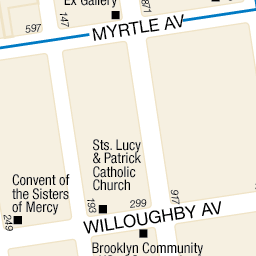 Ex Gallery
MYRTLE AV
597
147
871
Sts. Lucy
& Patrick
Catholic
Church
Convent of
the Sisters
of Mercy
249
193
299
917
WILLOUGHBY AV
Brooklyn Community